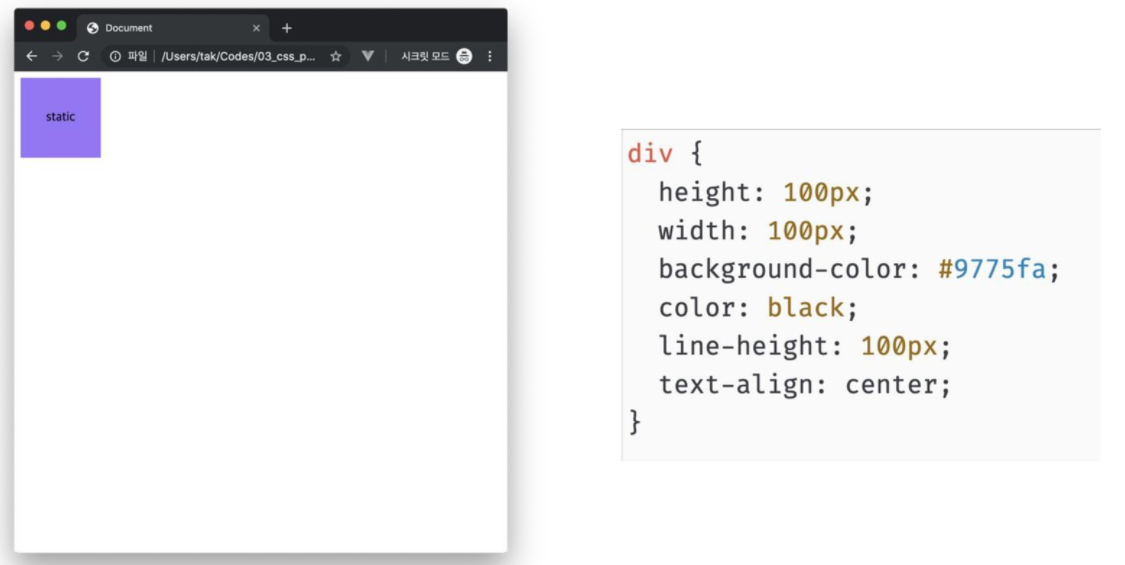 Document
파일 /Users/tak/Codes/03_css_p... 시크릿 모드
static
div {
  height: 100px;
  width: 100px;
  background-color: #9775fa;
  color: black;
  line-height: 100px;
  text-align: center;
}